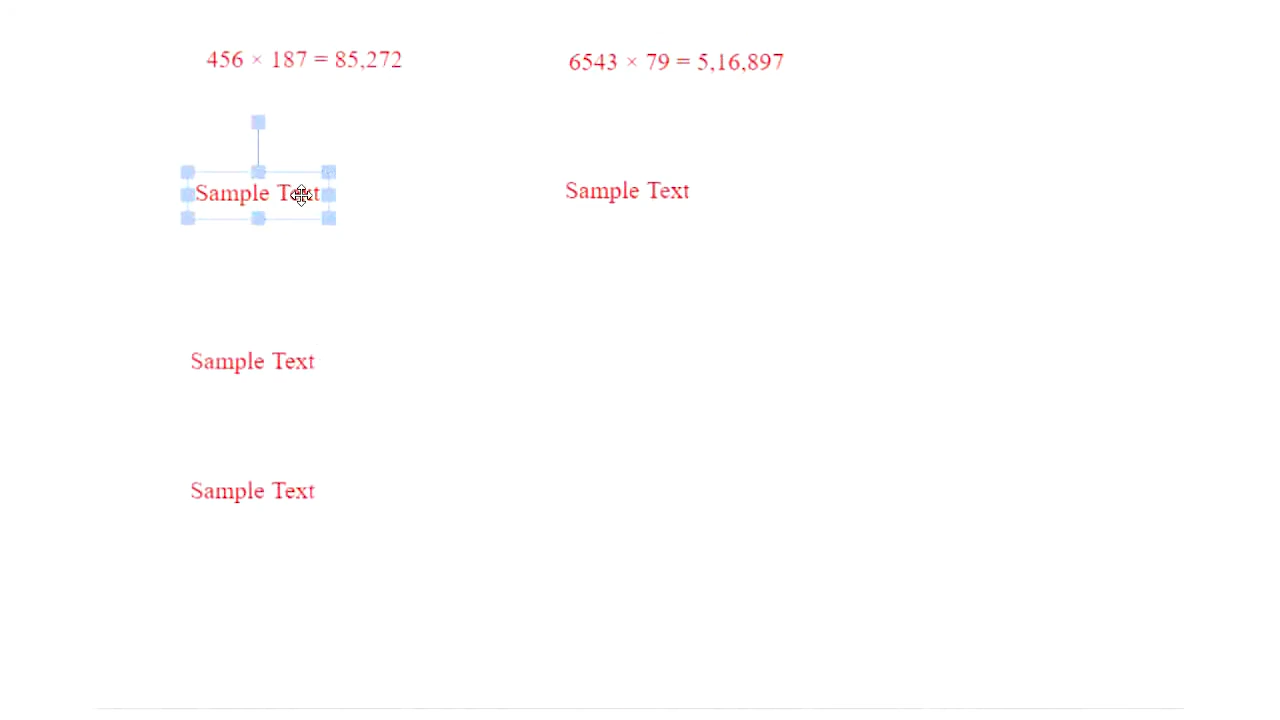 456 × 187 = 85,272
6543 × 79 = 5,16,897
Sample Text
Sample Text
Sample Text
Sample Text